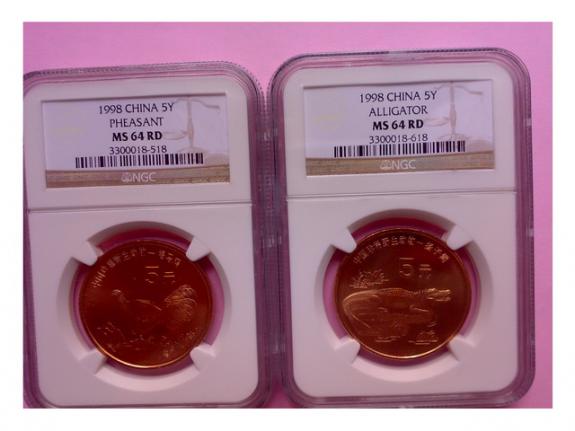 1998 CHINA 5Y
PHEASANT
MS 64 RD
3300018-518
NGC
5元
1998 CHINA 5Y
ALLIGATOR
MS 64 RD
3300018-618
NGC
5元